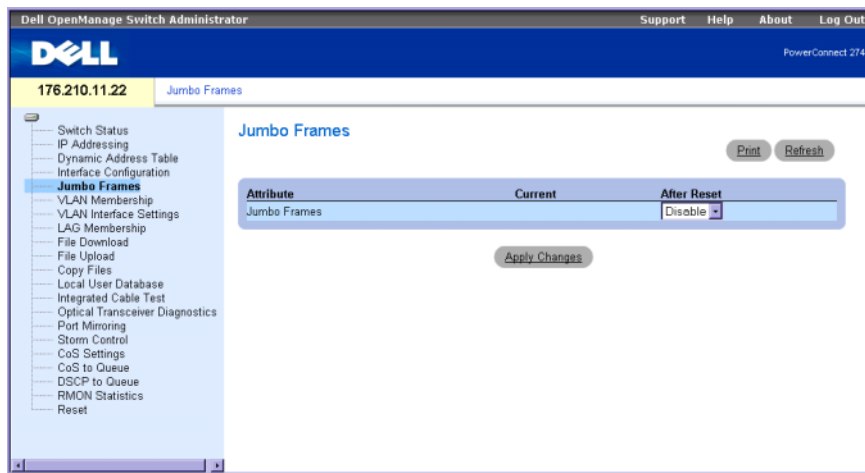 Dell OpenManage Switch Administrator
Support Help About Log Out
DELL
PowerConnect 274
176.210.11.22
Jumbo Frames
Switch Status
IP Addressing
Dynamic Address Table
Interface Configuration
Jumbo Frames
VLAN Membership
VLAN Interface Settings
LAG Membership
File Download
File Upload
Copy Files
Local User Database
Integrated Cable Test
Optical Transceiver Diagnostics
Port Mirroring
Storm Control
CoS Settings
CoS to Queue
DSCP to Queue
RMON Statistics
Reset
Jumbo Frames
Print Refresh
Attribute Current After Reset
Jumbo Frames Disable
Apply Changes